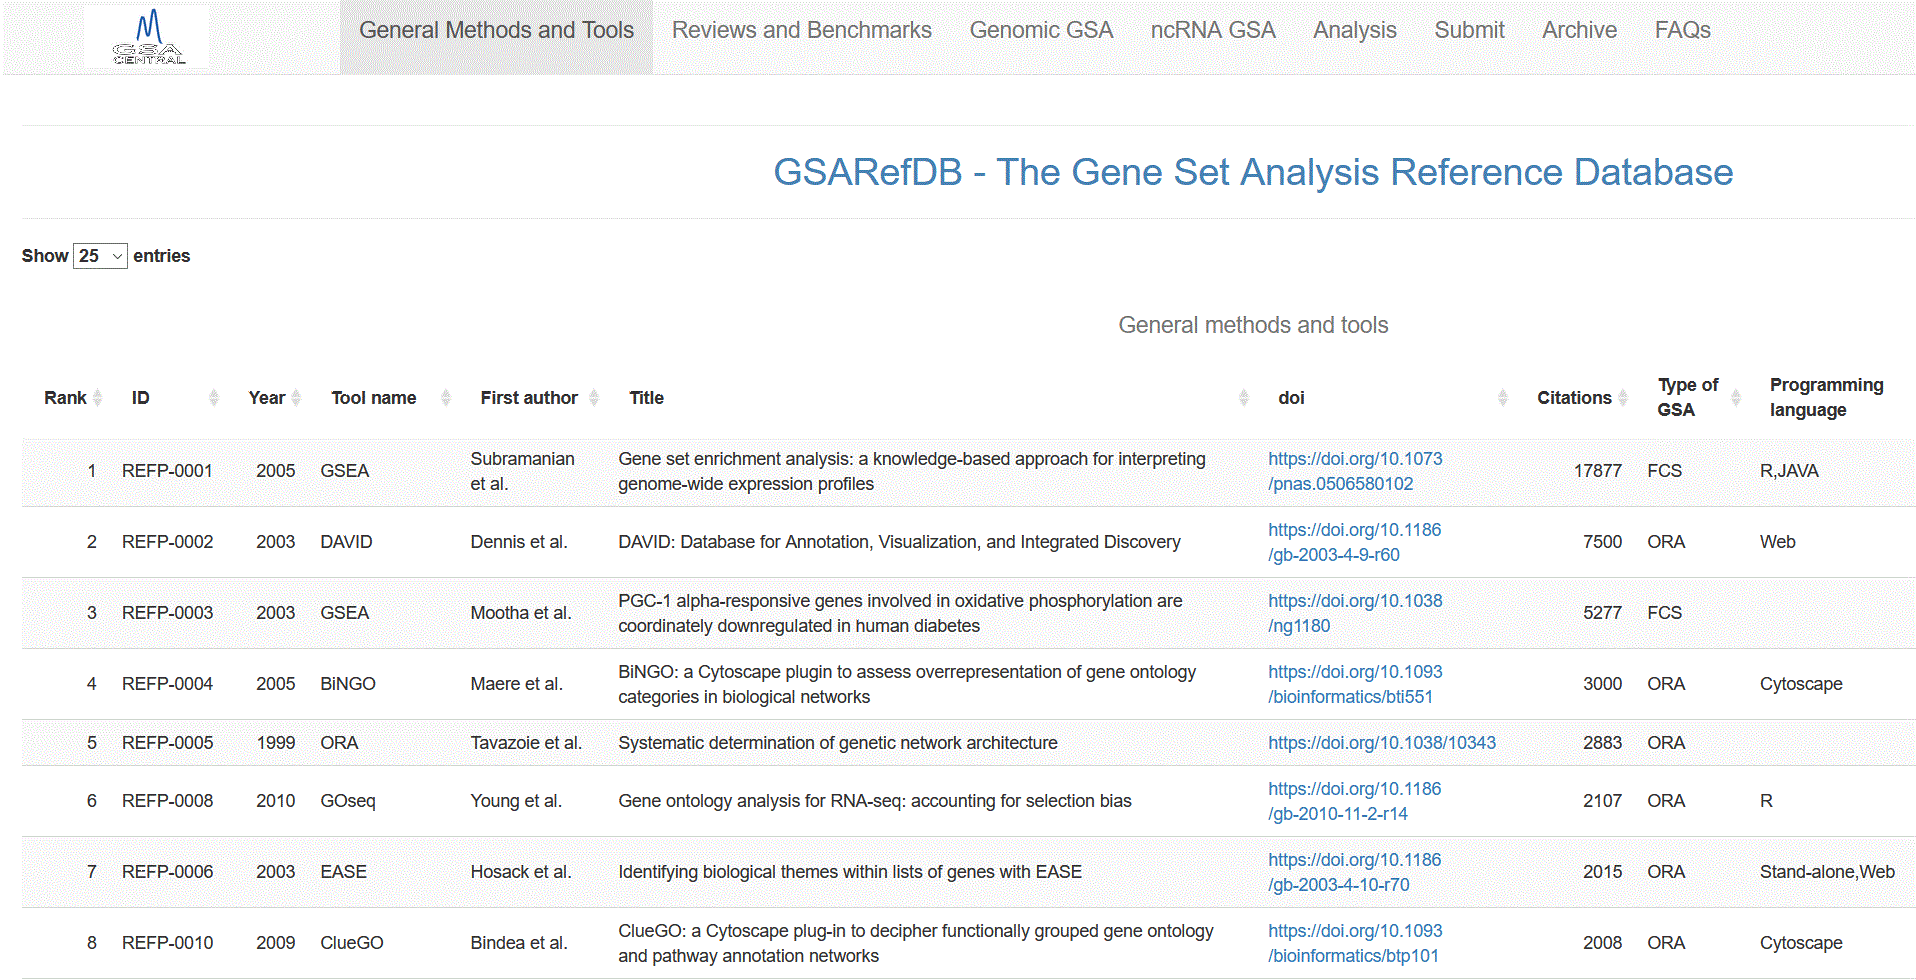 GSA
CENTRAL
General Methods and Tools Reviews and Benchmarks Genomic GSA ncRNA GSA Analysis Submit Archive FAQs
GSARefDB - The Gene Set Analysis Reference Database
Show 25 entries
General methods and tools
Rank ID Year Tool name First author Title doi Citations Type of GSA Programming language
1 REFP-0001 2005 GSEA Subramanian et al. Gene set enrichment analysis: a knowledge-based approach for interpreting genome-wide expression profiles https://doi.org/10.1073/pnas.0506580102 17877 FCS R,JAVA
2 REFP-0002 2003 DAVID Dennis et al. DAVID: Database for Annotation, Visualization, and Integrated Discovery https://doi.org/10.1186/gb-2003-4-9-r60 7500 ORA Web
3 REFP-0003 2003 GSEA Mootha et al. PGC-1 alpha-responsive genes involved in oxidative phosphorylation are coordinately downregulated in human diabetes https://doi.org/10.1038/ng1180 5277 FCS
4 REFP-0004 2005 BiNGO Maere et al. BiNGO: a Cytoscape plugin to assess overrepresentation of gene ontology categories in biological networks https://doi.org/10.1093/bioinformatics/bti551 3000 ORA Cytoscape
5 REFP-0005 1999 ORA Tavazoie et al. Systematic determination of genetic network architecture https://doi.org/10.1038/10343 2883 ORA
6 REFP-0008 2010 GOseq Young et al. Gene ontology analysis for RNA-seq: accounting for selection bias https://doi.org/10.1186/gb-2010-11-2-r14 2107 ORA R
7 REFP-0006 2003 EASE Hosack et al. Identifying biological themes within lists of genes with EASE https://doi.org/10.1186/gb-2003-4-10-r70 2015 ORA Stand-alone,Web
8 REFP-0010 2009 ClueGO Bindea et al. ClueGO: a Cytoscape plug-in to decipher functionally grouped gene ontology and pathway annotation networks https://doi.org/10.1093/bioinformatics/btp101 2008 ORA Cytoscape